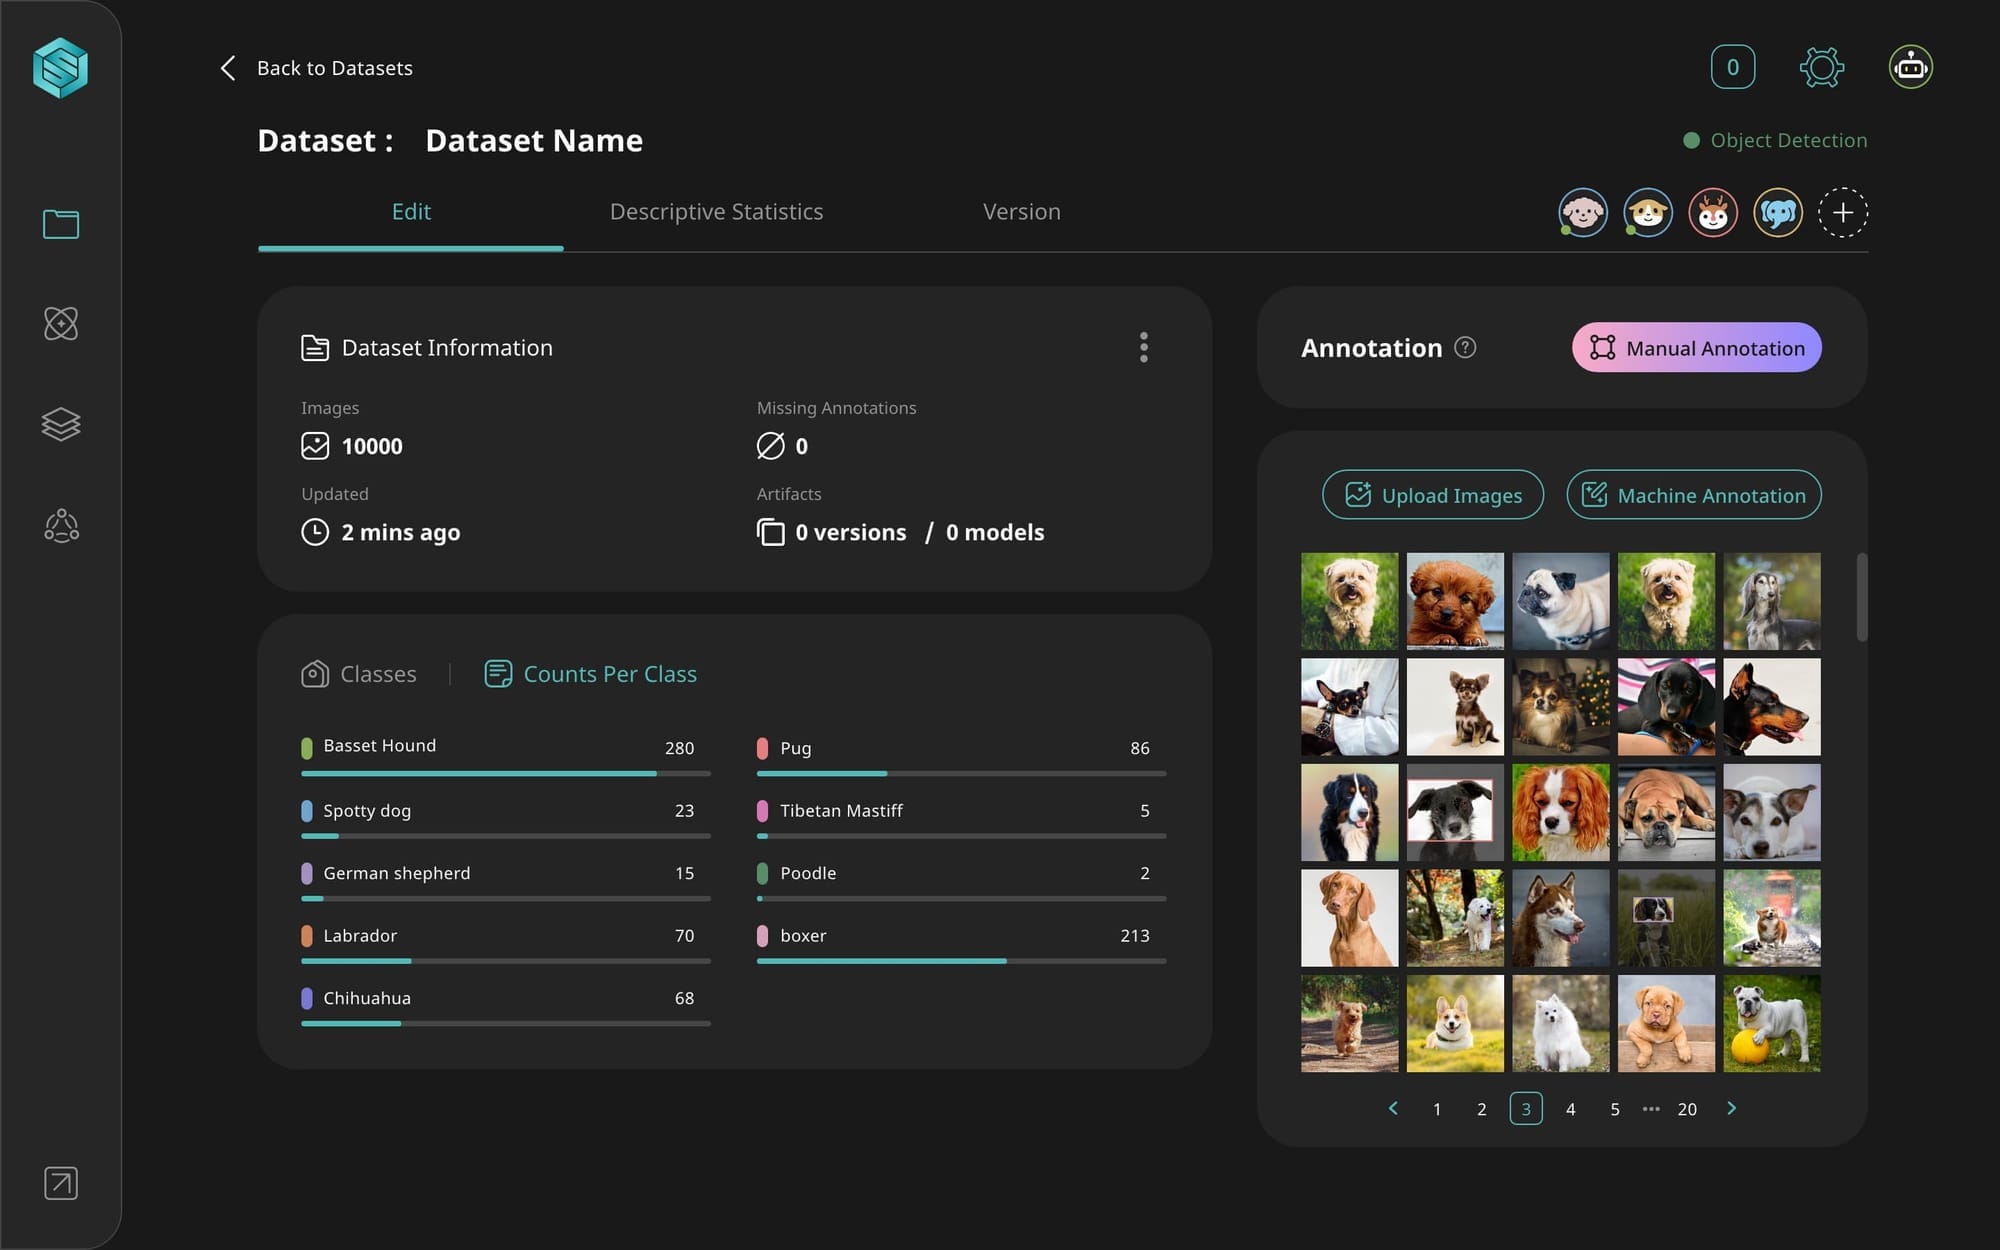 Back to Datasets
0
Dataset : Dataset Name
Object Detection
Edit
Descriptive Statistics
Version
Dataset Information
Images
10000
Missing Annotations
0
Updated
2 mins ago
Artifacts
0 versions / 0 models
Classes
Counts Per Class
Basset Hound 280
Spotty dog 23
German shepherd 15
Labrador 70
Chihuahua 68
Pug 86
Tibetan Mastiff 5
Poodle 2
boxer 213
Annotation ?
Manual Annotation
Upload Images
Machine Annotation
1 2 3 4 5 ••• 20